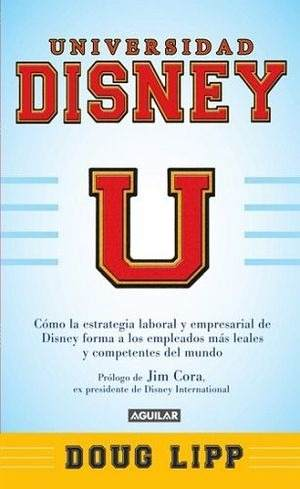 UNIVERSIDAD
DISNEY
U
Cómo la estrategia laboral y empresarial de
Disney forma a los empleados más leales
y competentes del mundo
Prólogo de Jim Cora,
ex presidente de Disney International
AGUILAR
DOUG LIPP